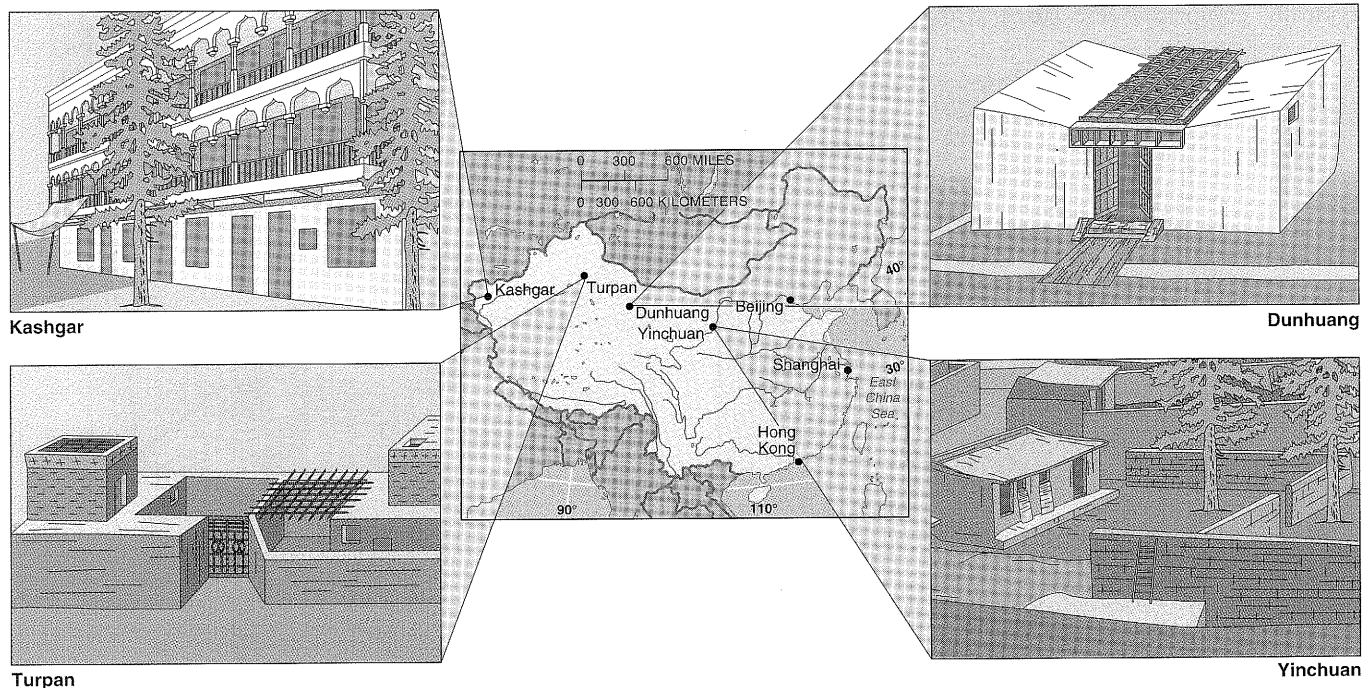 Kashgar
Turpan
0 300 600 MILES
0 300 600 KILOMETERS
Kashgar
Turpan
Dunhuang
Yinchuan
Beijing
40°
Shanghai
30°
East
China
Sea
Hong
Kong
90°
110°
Dunhuang
Yinchuan